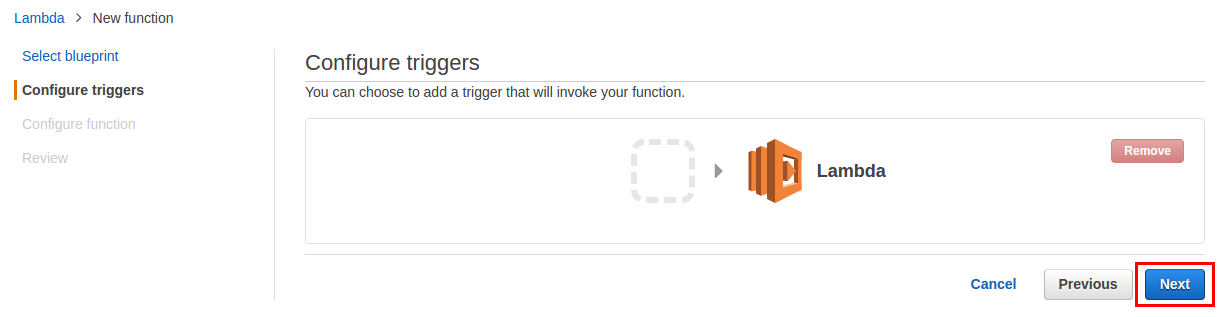 Lambda > New function
Select blueprint
Configure triggers
Configure function
Review
Configure triggers
You can choose to add a trigger that will invoke your function.
Lambda
Remove
Cancel
Previous
Next